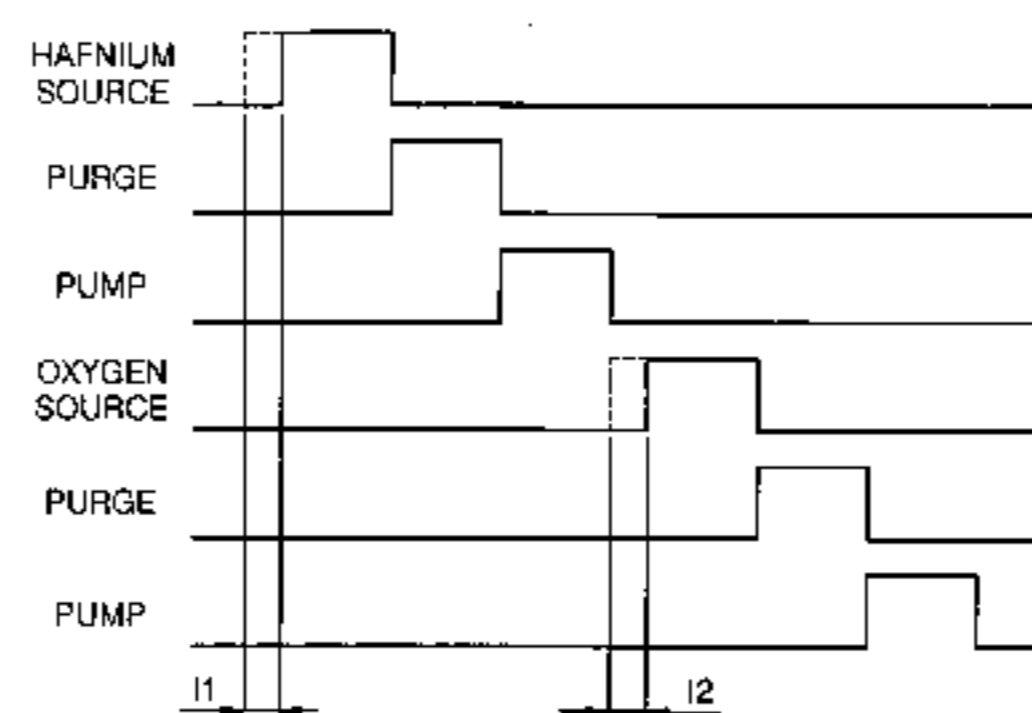 HAFNIUM
SOURCE
PURGE
PUMP
OXYGEN
SOURCE
PURGE
PUMP
I1
I2